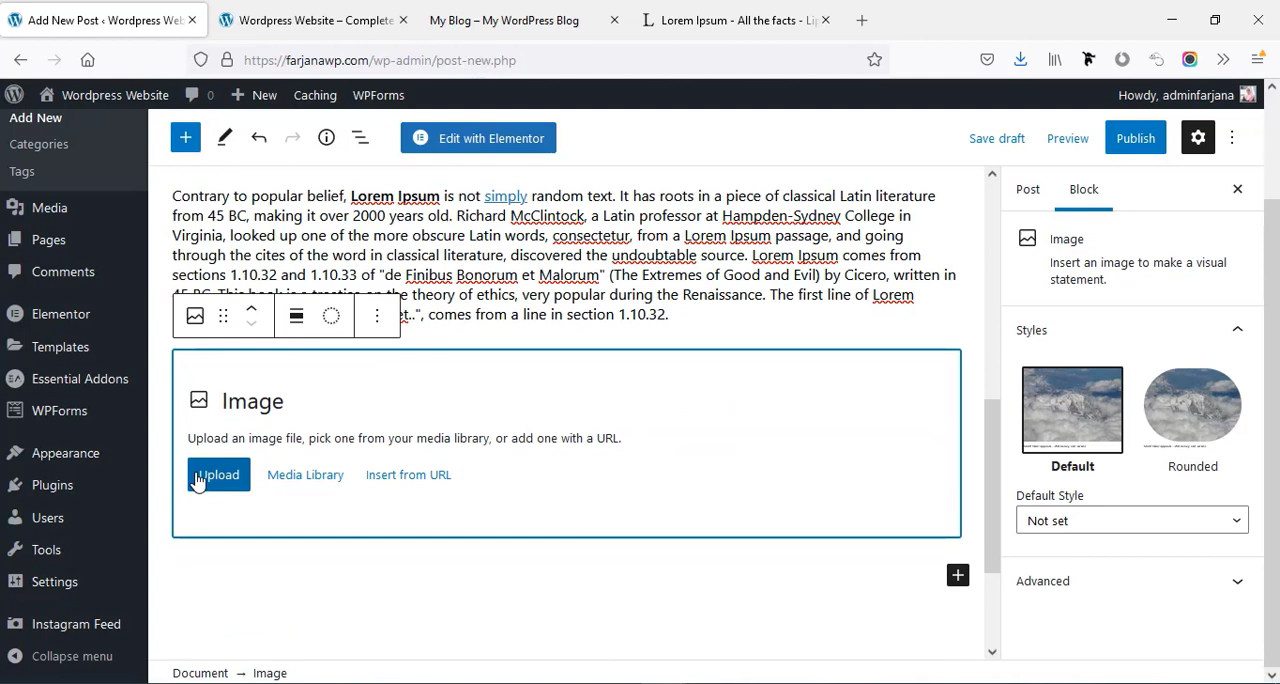 Add New Post ‹ Wordpress Web
Wordpress Website – Complete
My Blog – My WordPress Blog
Lorem Ipsum - All the facts - Lip
https://farjanawp.com/wp-admin/post-new.php
Wordpress Website
0
New
Caching
WPForms
Howdy, adminfarjana
Add New
Categories
Tags
Media
Pages
Comments
Elementor
Templates
Essential Addons
WPForms
Appearance
Plugins
Users
Tools
Settings
Instagram Feed
Collapse menu
Edit with Elementor
Save draft
Preview
Publish
Contrary to popular belief, Lorem Ipsum is not simply random text. It has roots in a piece of classical Latin literature
from 45 BC, making it over 2000 years old. Richard McClintock, a Latin professor at Hampden-Sydney College in
Virginia, looked up one of the more obscure Latin words, consectetur, from a Lorem Ipsum passage, and going
through the cites of the word in classical literature, discovered the undoubtable source. Lorem Ipsum comes from
sections 1.10.32 and 1.10.33 of "de Finibus Bonorum et Malorum" (The Extremes of Good and Evil) by Cicero, written in
45 BC. This book is a treatise on the theory of ethics, very popular during the Renaissance. The first line of Lorem
et..", comes from a line in section 1.10.32.
Image
Upload an image file, pick one from your media library, or add one with a URL.
Upload
Media Library
Insert from URL
Document → Image
Post
Block
Image
Insert an image to make a visual
statement.
Styles
Default
Rounded
Default Style
Not set
Advanced